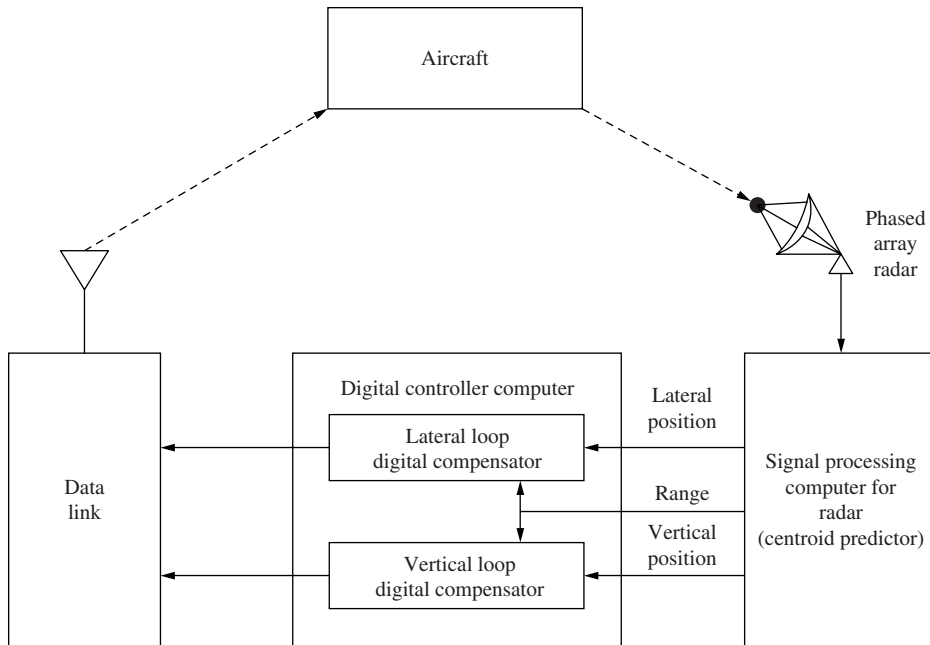 Aircraft
Phased
array
radar
Digital controller computer
Lateral
position
Lateral loop
digital compensator
Data
link
Range
Signal processing
computer for
radar
(centroid predictor)
Vertical
position
Vertical loop
digital compensator